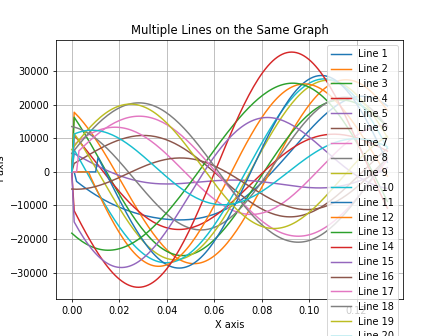 Multiple Lines on the Same Graph
30000
20000
10000
0
−10000
−20000
−30000
0.00
0.02
0.04
0.06
0.08
0.10
X axis
Line 1
Line 2
Line 3
Line 4
Line 5
Line 6
Line 7
Line 8
Line 9
Line 10
Line 11
Line 12
Line 13
Line 14
Line 15
Line 16
Line 17
Line 18
Line 19
Line 20